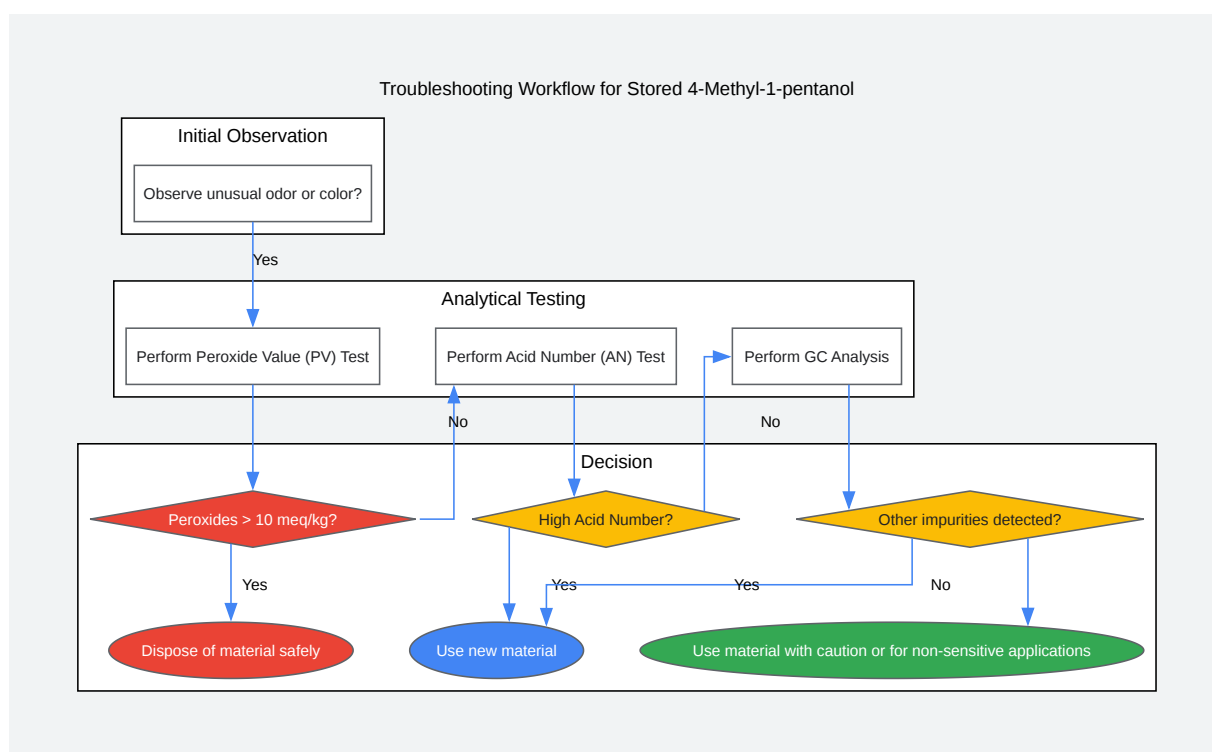 Troubleshooting Workflow for Stored 4-Methyl-1-pentanol
Initial Observation
Observe unusual odor or color?
Yes
Analytical Testing
Perform Peroxide Value (PV) Test
Perform Acid Number (AN) Test
Perform GC Analysis
No
No
Decision
Peroxides > 10 meq/kg?
High Acid Number?
Other impurities detected?
Yes
Yes
Yes
No
Dispose of material safely
Use new material
Use material with caution or for non-sensitive applications